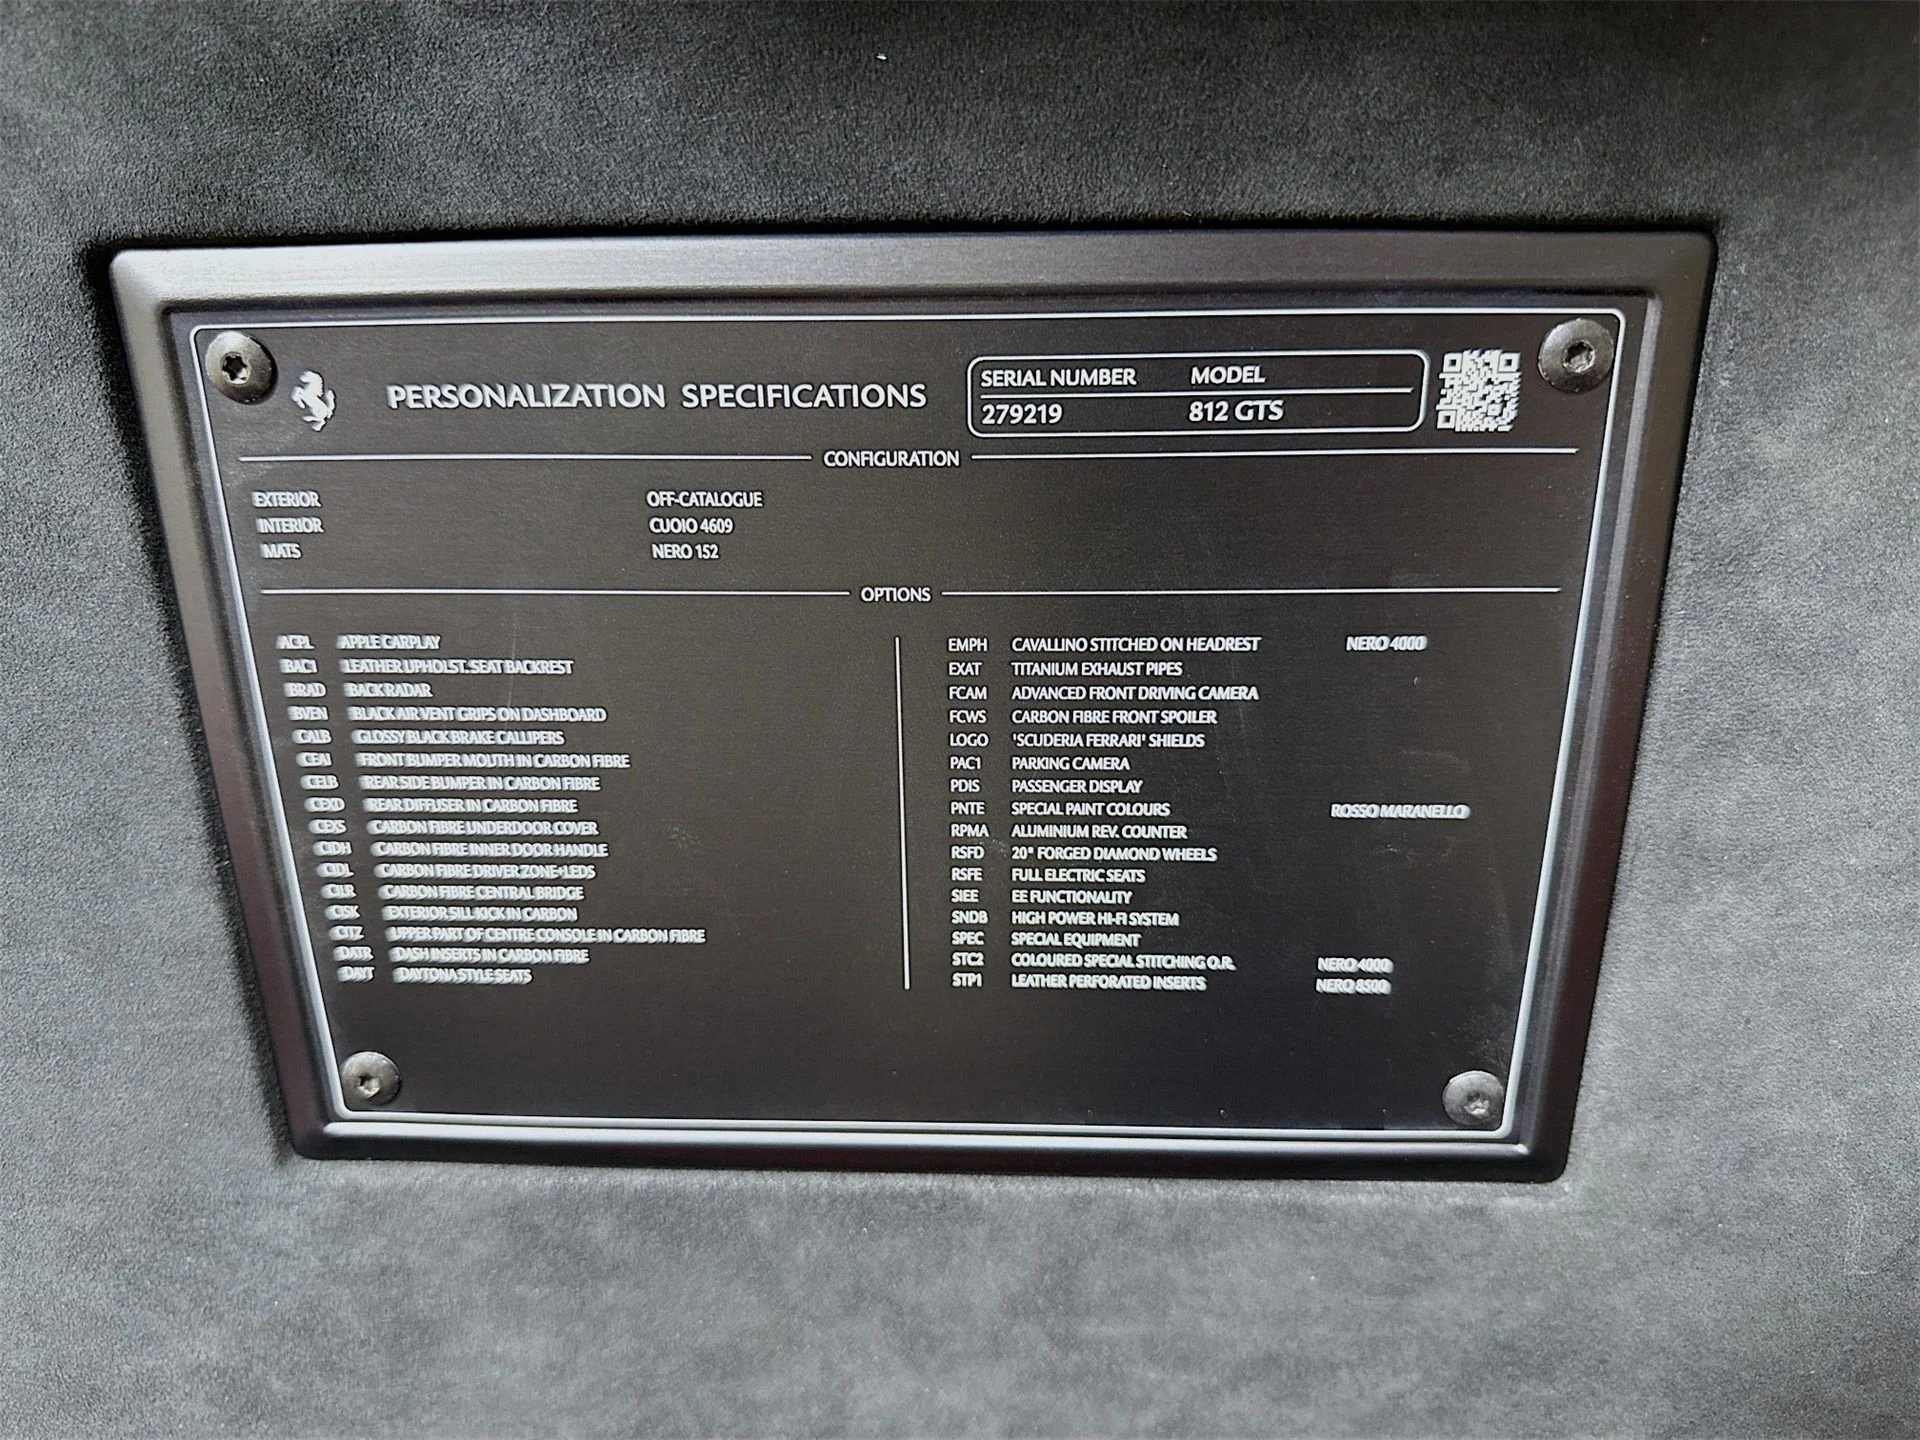 PERSONALIZATION SPECIFICATIONS
SERIAL NUMBER MODEL
279219 812 GTS
CONFIGURATION
EXTERIOR OFF-CATALOGUE
INTERIOR CUOIO 4609
MATS NERO 152
OPTIONS
ACPL APPLE CARPLAY
BAC1 LEATHER UPHOLST. SEAT BACKREST
BRAD BACK RADAR
BVEN BLACK AIR VENT GRIPS ON DASHBOARD
CALB GLOSSY BLACK BRAKE CALLIPERS
CEA1 FRONT BUMPER MOUTH IN CARBON FIBRE
CELB REAR SIDE BUMPER IN CARBON FIBRE
CEXD REAR DIFFUSER IN CARBON FIBRE
CEXS CARBON FIBRE UNDERDOOR COVER
CIDH CARBON FIBRE INNER DOOR HANDLE
CIDL CARBON FIBRE DRIVER ZONE+LEDS
CILR CARBON FIBRE CENTRAL BRIDGE
CISK EXTERIOR SILL KICK IN CARBON
CITZ UPPER PART OF CENTRE CONSOLE IN CARBON FIBRE
DATR DASH INSERTS IN CARBON FIBRE
DAYT DAYTONA STYLE SEATS
EMPH CAVALLINO STITCHED ON HEADREST NERO 4000
EXAT TITANIUM EXHAUST PIPES
FCAM ADVANCED FRONT DRIVING CAMERA
FCWS CARBON FIBRE FRONT SPOILER
LOGO 'SCUDERIA FERRARI' SHIELDS
PAC1 PARKING CAMERA
PDIS PASSENGER DISPLAY
PNTE SPECIAL PAINT COLOURS ROSSO MARANELLO
RPMA ALUMINIUM REV. COUNTER
RSFD 20" FORGED DIAMOND WHEELS
RSFE FULL ELECTRIC SEATS
SIEE EE FUNCTIONALITY
SNDB HIGH POWER HI-FI SYSTEM
SPEC SPECIAL EQUIPMENT
STC2 COLOURED SPECIAL STITCHING O.R. NERO 4000
STP1 LEATHER PERFORATED INSERTS NERO 8500